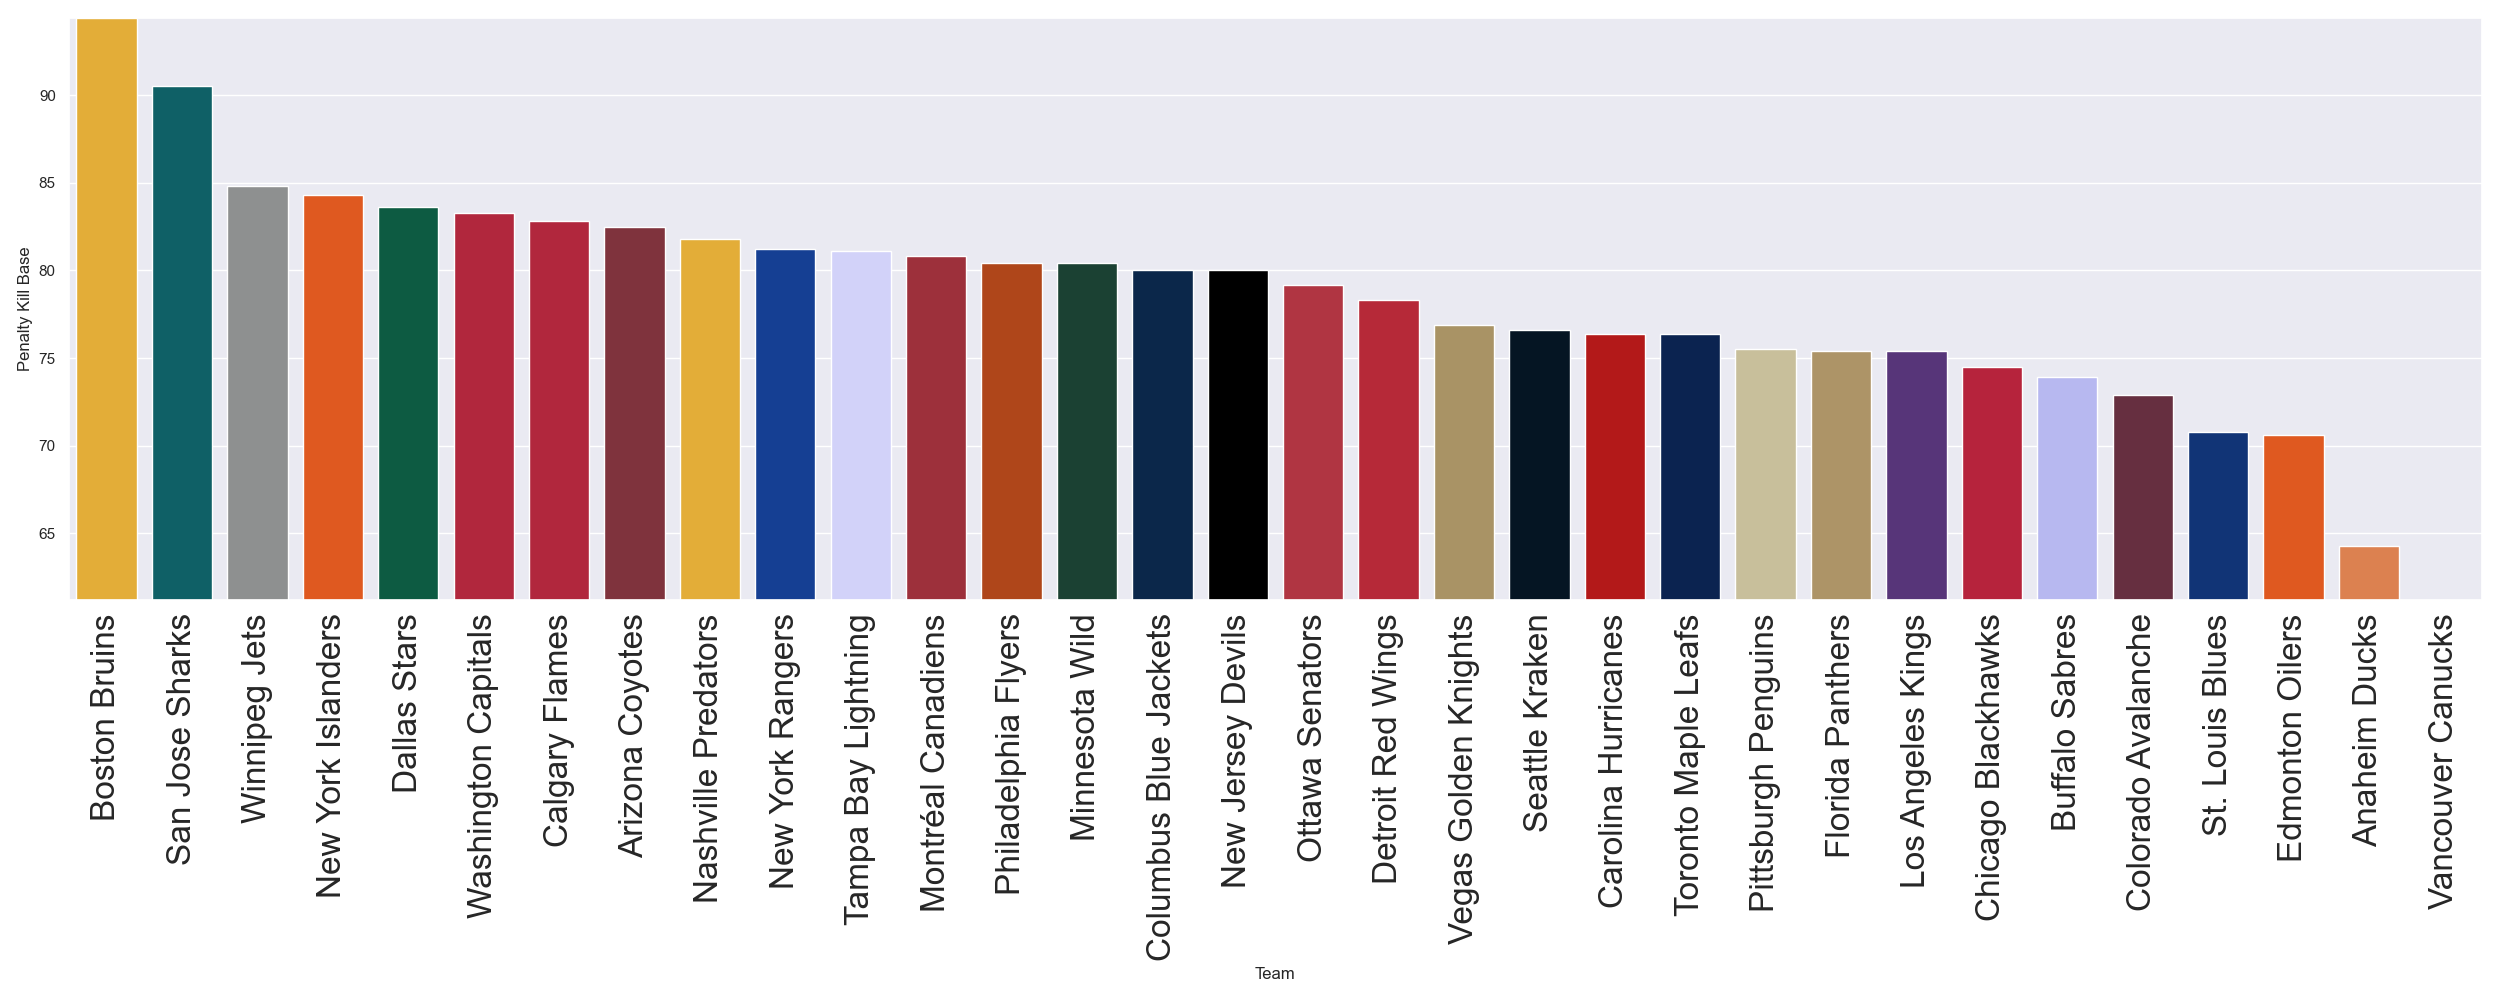 Penalty Kill Base
90
85
80
75
70
65
Boston Bruins
San Jose Sharks
Winnipeg Jets
New York Islanders
Dallas Stars
Washington Capitals
Calgary Flames
Arizona Coyotes
Nashville Predators
New York Rangers
Tampa Bay Lightning
Montréal Canadiens
Philadelphia Flyers
Minnesota Wild
Columbus Blue Jackets
New Jersey Devils
Ottawa Senators
Detroit Red Wings
Vegas Golden Knights
Seattle Kraken
Carolina Hurricanes
Toronto Maple Leafs
Pittsburgh Penguins
Florida Panthers
Los Angeles Kings
Chicago Blackhawks
Buffalo Sabres
Colorado Avalanche
St. Louis Blues
Edmonton Oilers
Anaheim Ducks
Vancouver Canucks
Team